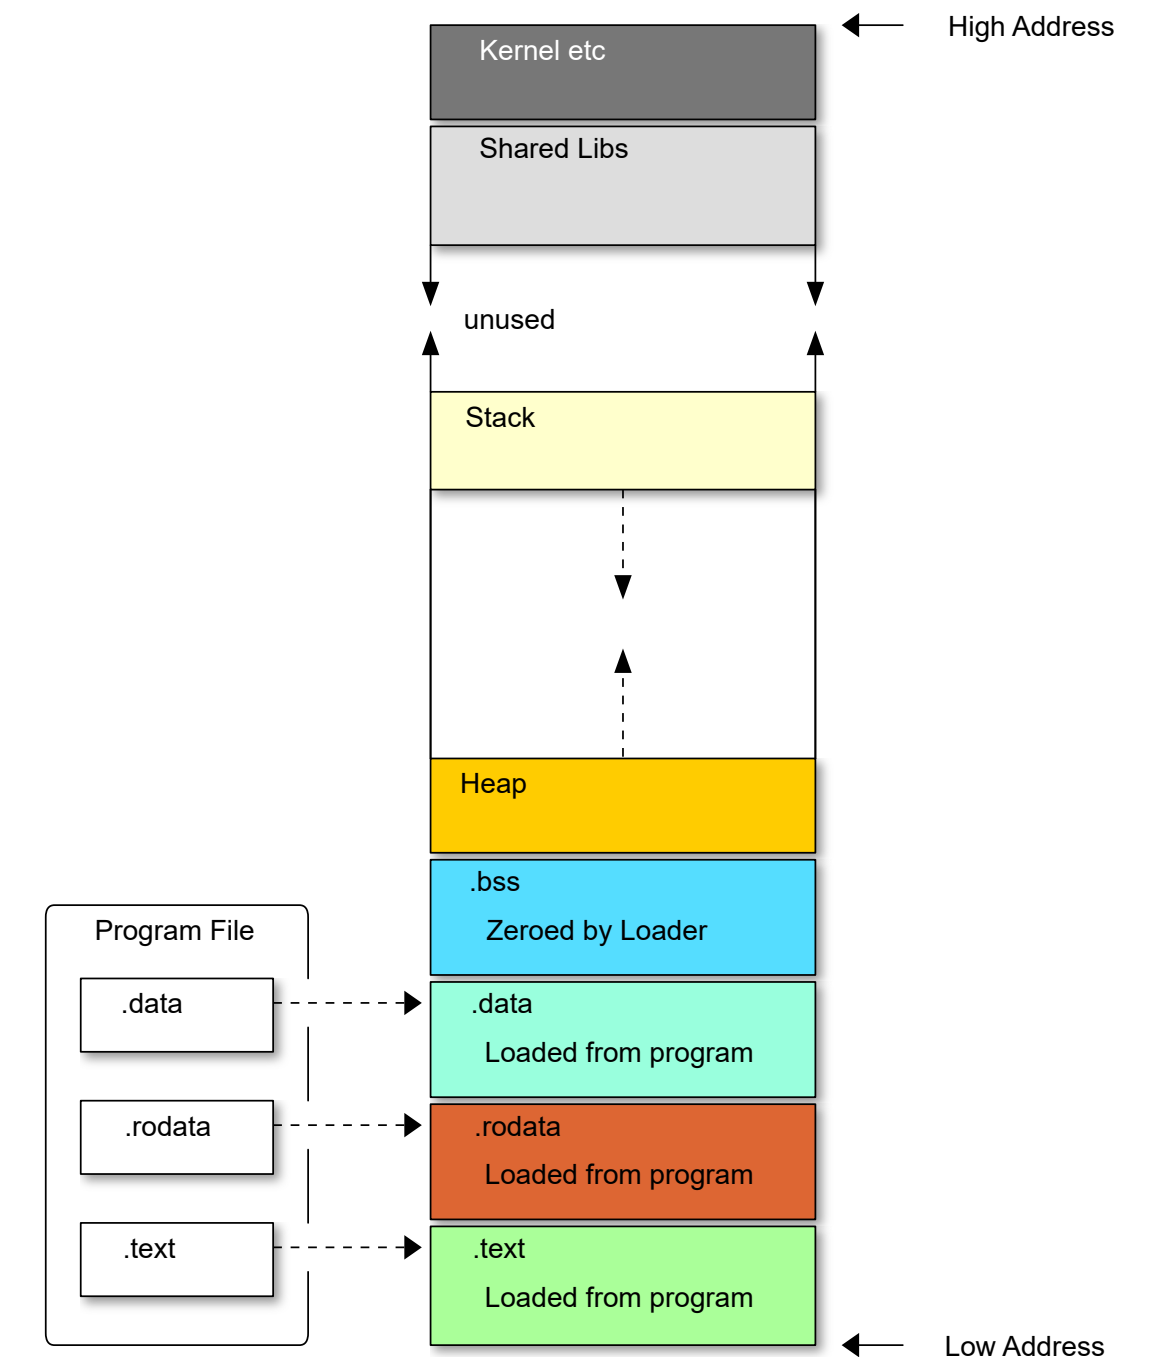 High Address
Kernel etc
Shared Libs
unused
Stack
Heap
.bss
Zeroed by Loader
Program File
.data
.data
Loaded from program
.rodata
.rodata
Loaded from program
.text
.text
Loaded from program
Low Address